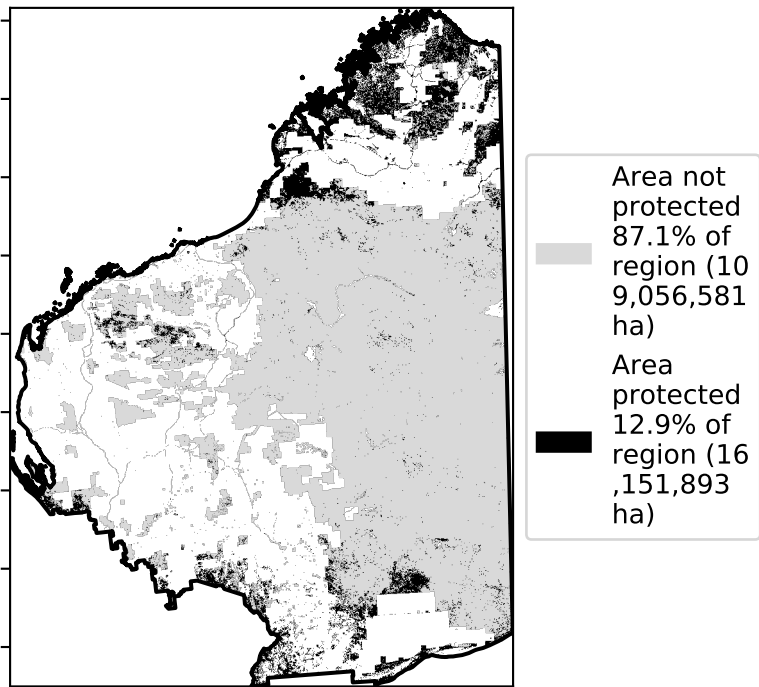 Area not
protected
87.1% of
region (10
9,056,581
ha)
Area
protected
12.9% of
region (16
,151,893
ha)